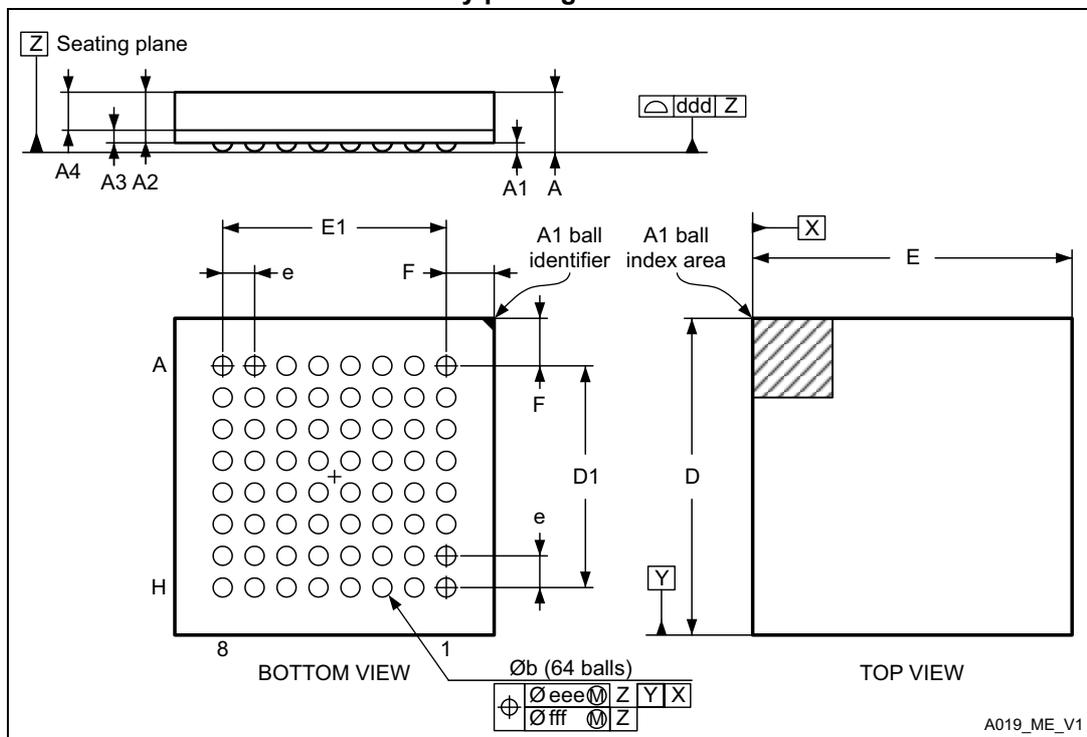 Z Seating plane
ddd Z
A4
A3 A2
A1 A
E1
A1 ball identifier
A1 ball index area
X
e
F
E
A
F
D1
D
e
H
Y
8
1
BOTTOM VIEW
Øb (64 balls)
TOP VIEW
Ø eee M Z Y X
Ø fff M Z
A019_ME_V1